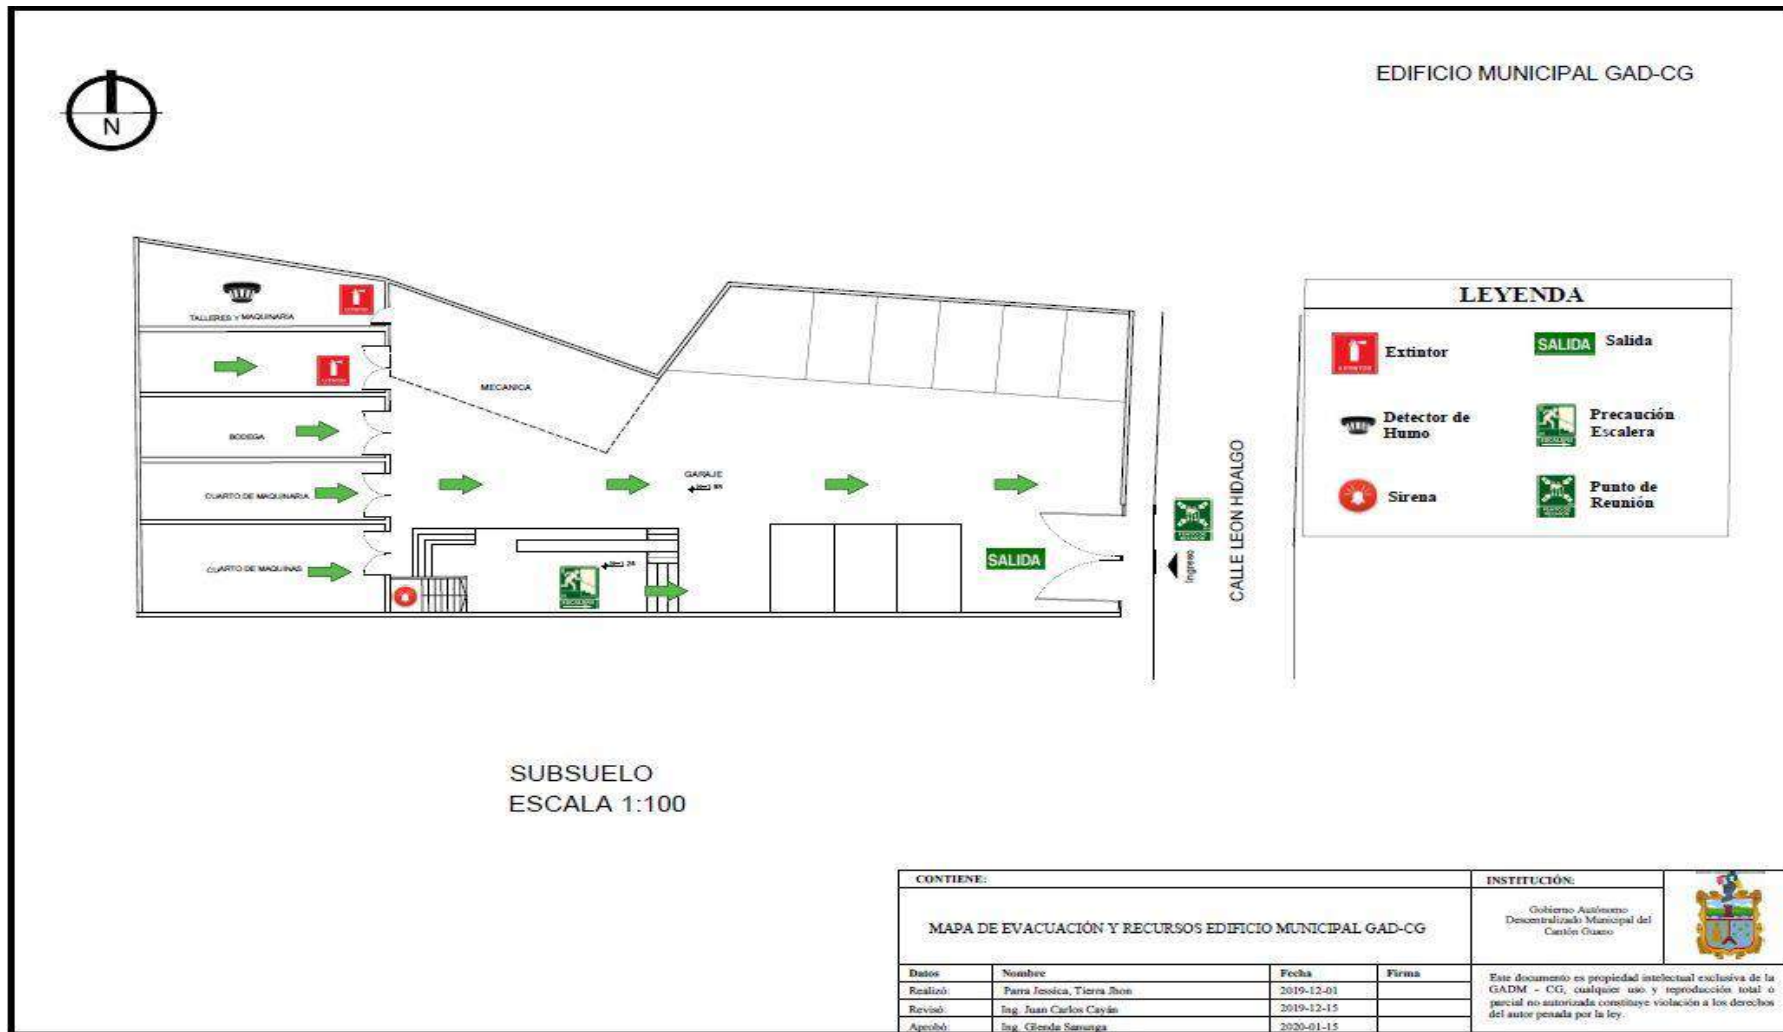 EDIFICIO MUNICIPAL GAD-CG
N
TALLERES Y MAQUINARIA
EXTINTOR
EXTINTOR
BODEGA
CUARTO DE MAQUINARIA
CUARTO DE MAQUINAS
MECANICA
GARAJE
ESCALERA
SALIDA
Ingreso
CALLE LEON HIDALGO
LEYENDA
EXTINTOR
Extintor
SALIDA
Salida
Detector de
Humo
ESCALERA
Precaución
Escalera
Sirena
Punto de
Reunión
SUBSUELO
ESCALA 1:100
CONTIENE:
MAPA DE EVACUACIÓN Y RECURSOS EDIFICIO MUNICIPAL GAD-CG
INSTITUCIÓN:
Gobierno Autónomo
Descentralizado Municipal del
Cantón Guano
Datos Nombre Fecha Firma
Realizó: Parra Jessica, Tierra Jhon 2019-12-01
Revisó: Ing. Juan Carlos Cayán 2019-12-15
Aprobó: Ing. Glenda 2020-01-15
Este documento es propiedad intelectual exclusiva de la
GADM - CG, cualquier uso y reproducción total o
parcial no autorizada constituye violación a los derechos
del autor penada por la ley.